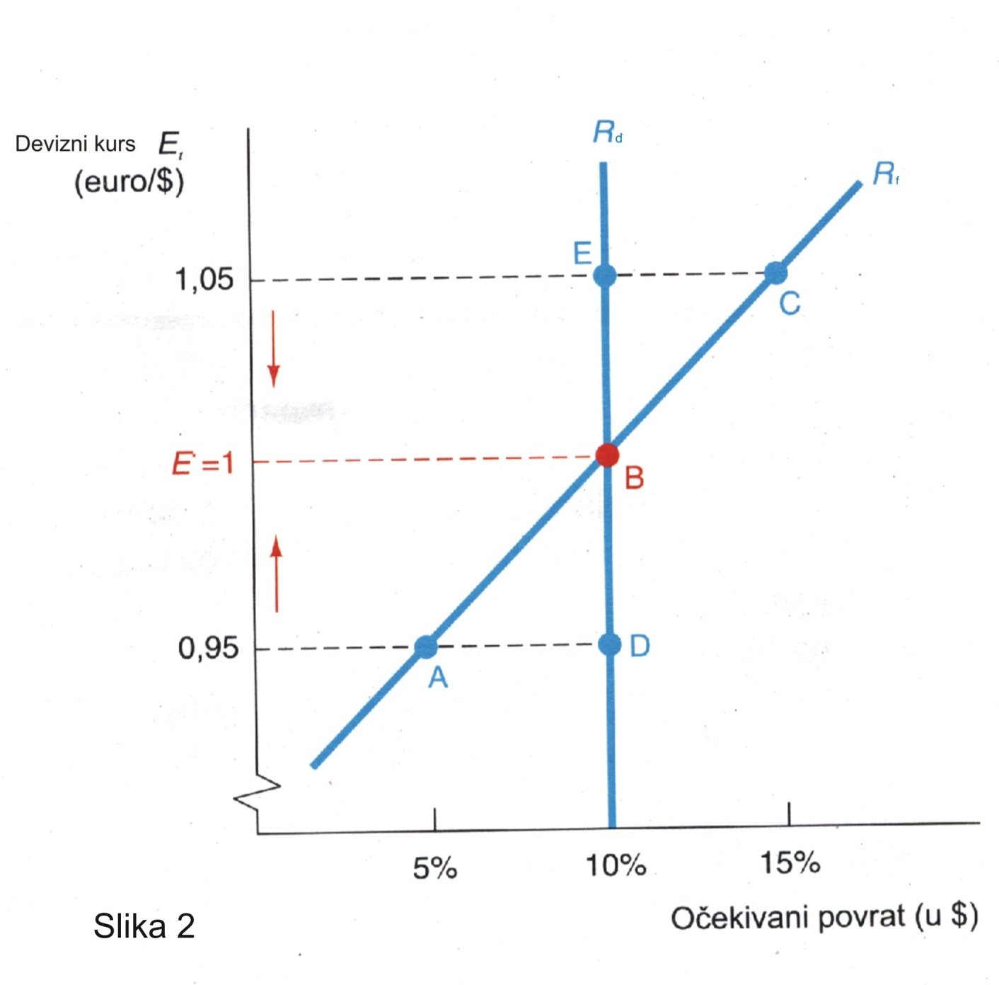 Devizni kurs E_t
(euro/$)
R_d
R_f
1,05
E
C
E* =1
B
0,95
A
D
5%
10%
15%
Očekivani povrat (u $)
Slika 2